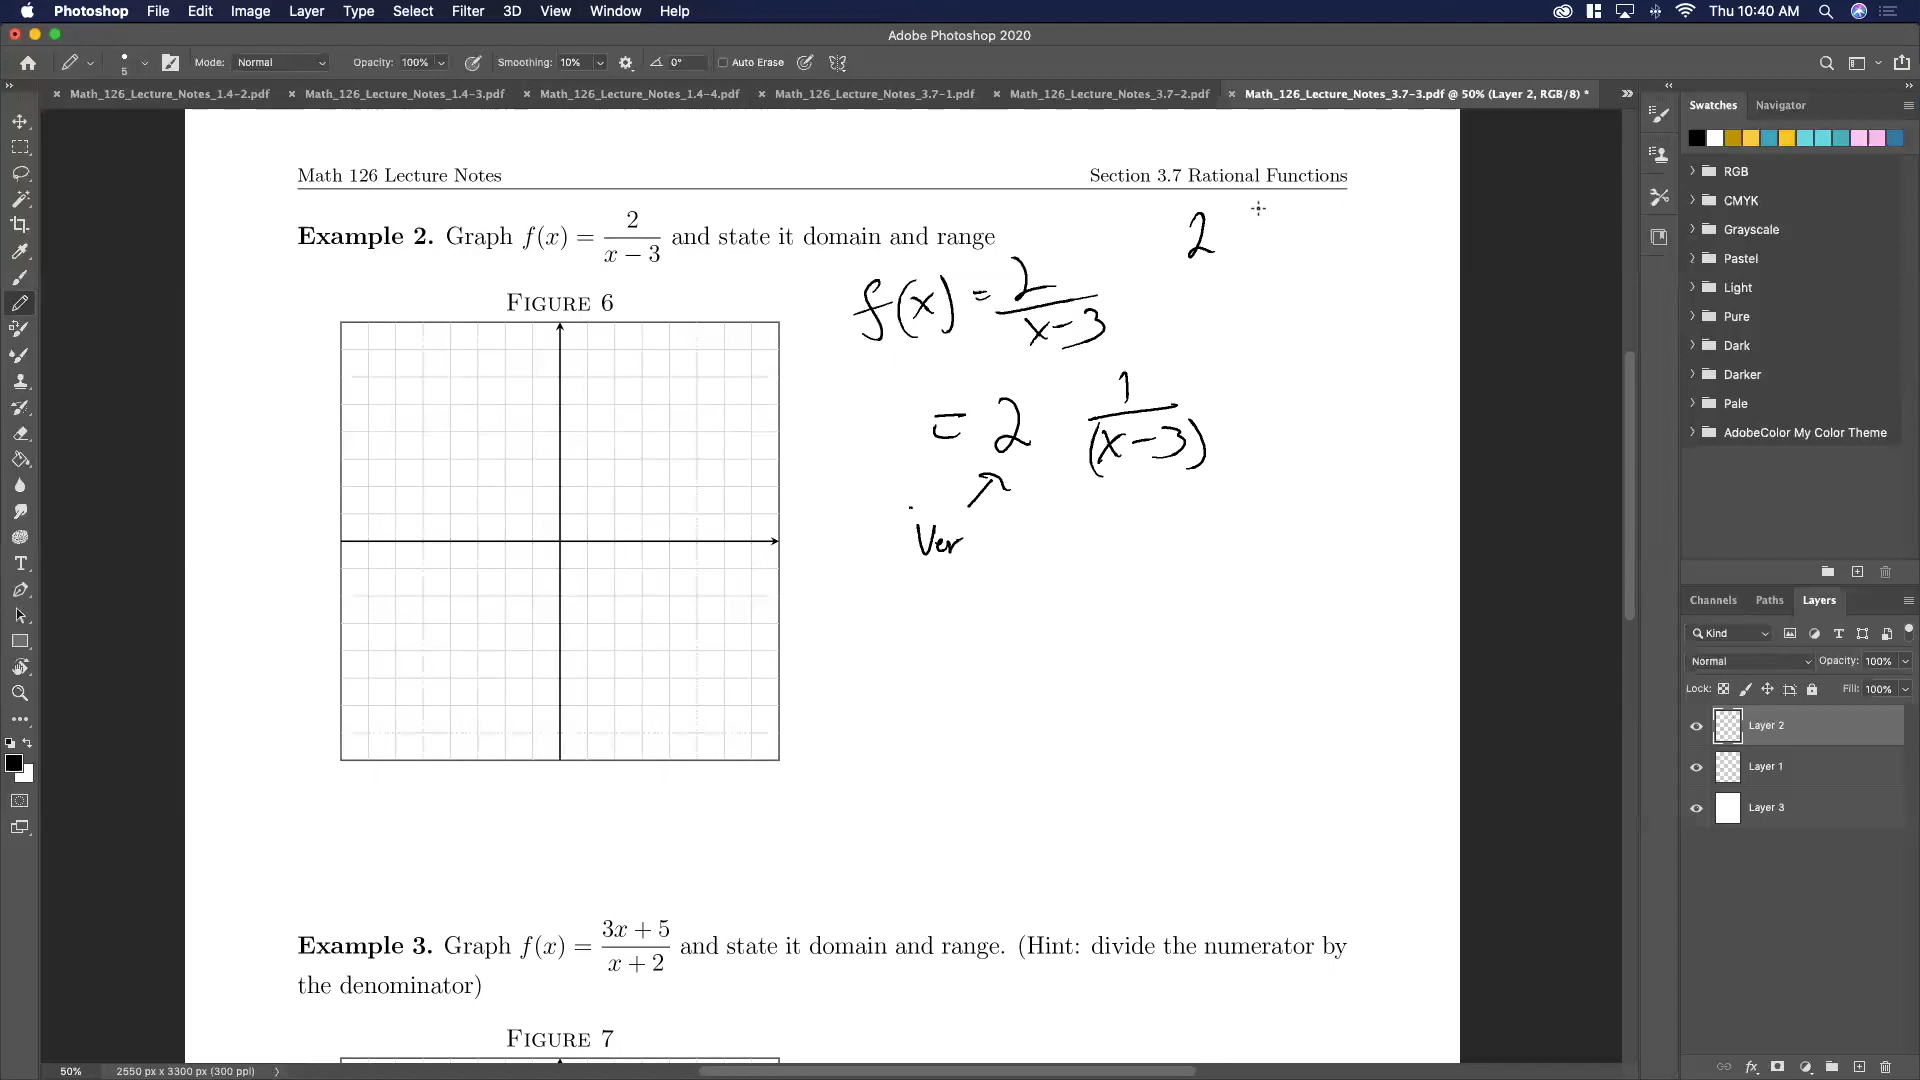 Photoshop File Edit Image Layer Type Select Filter 3D View Window Help Thu 10:40 AM
Adobe Photoshop 2020
5 Mode: Normal Opacity: 100% Smoothing: 10% 0° Auto Erase
Math_126_Lecture_Notes_1.4-2.pdf Math_126_Lecture_Notes_1.4-3.pdf Math_126_Lecture_Notes_1.4-4.pdf Math_126_Lecture_Notes_3.7-1.pdf Math_126_Lecture_Notes_3.7-2.pdf Math_126_Lecture_Notes_3.7-3.pdf @ 50% (Layer 2, RGB/8) *
Math 126 Lecture Notes Section 3.7 Rational Functions
Example 2. Graph f(x) = 2/(x − 3) and state it domain and range
2
FIGURE 6
f(x) = 2/(x-3)
= 2 1/(x-3)
Ver
Example 3. Graph f(x) = (3x + 5)/(x + 2) and state it domain and range. (Hint: divide the numerator by
the denominator)
FIGURE 7
50% 2550 px x 3300 px (300 ppi)
Swatches Navigator
RGB
CMYK
Grayscale
Pastel
Light
Pure
Dark
Darker
Pale
AdobeColor My Color Theme
Channels Paths Layers
Kind
Normal Opacity: 100%
Lock: Fill: 100%
Layer 2
Layer 1
Layer 3